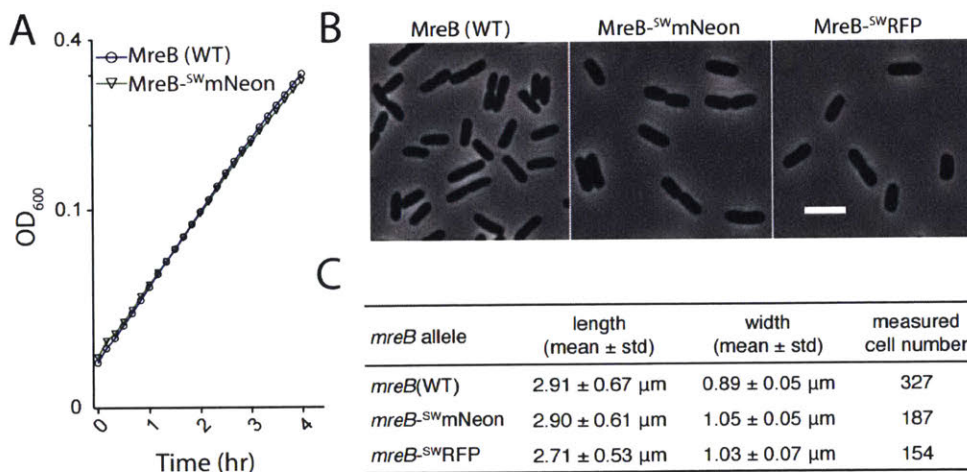 A
0.4
MreB (WT)
MreB-ˢʷmNeon
0.1
OD₆₀₀
0
0
1
2
3
4
Time (hr)
B
MreB (WT)
MreB-ˢʷmNeon
MreB-ˢʷRFP
C
mreB allele length (mean ± std) width (mean ± std) measured cell number
mreB(WT) 2.91 ± 0.67 µm 0.89 ± 0.05 µm 327
mreB-ˢʷmNeon 2.90 ± 0.61 µm 1.05 ± 0.05 µm 187
mreB-ˢʷRFP 2.71 ± 0.53 µm 1.03 ± 0.07 µm 154